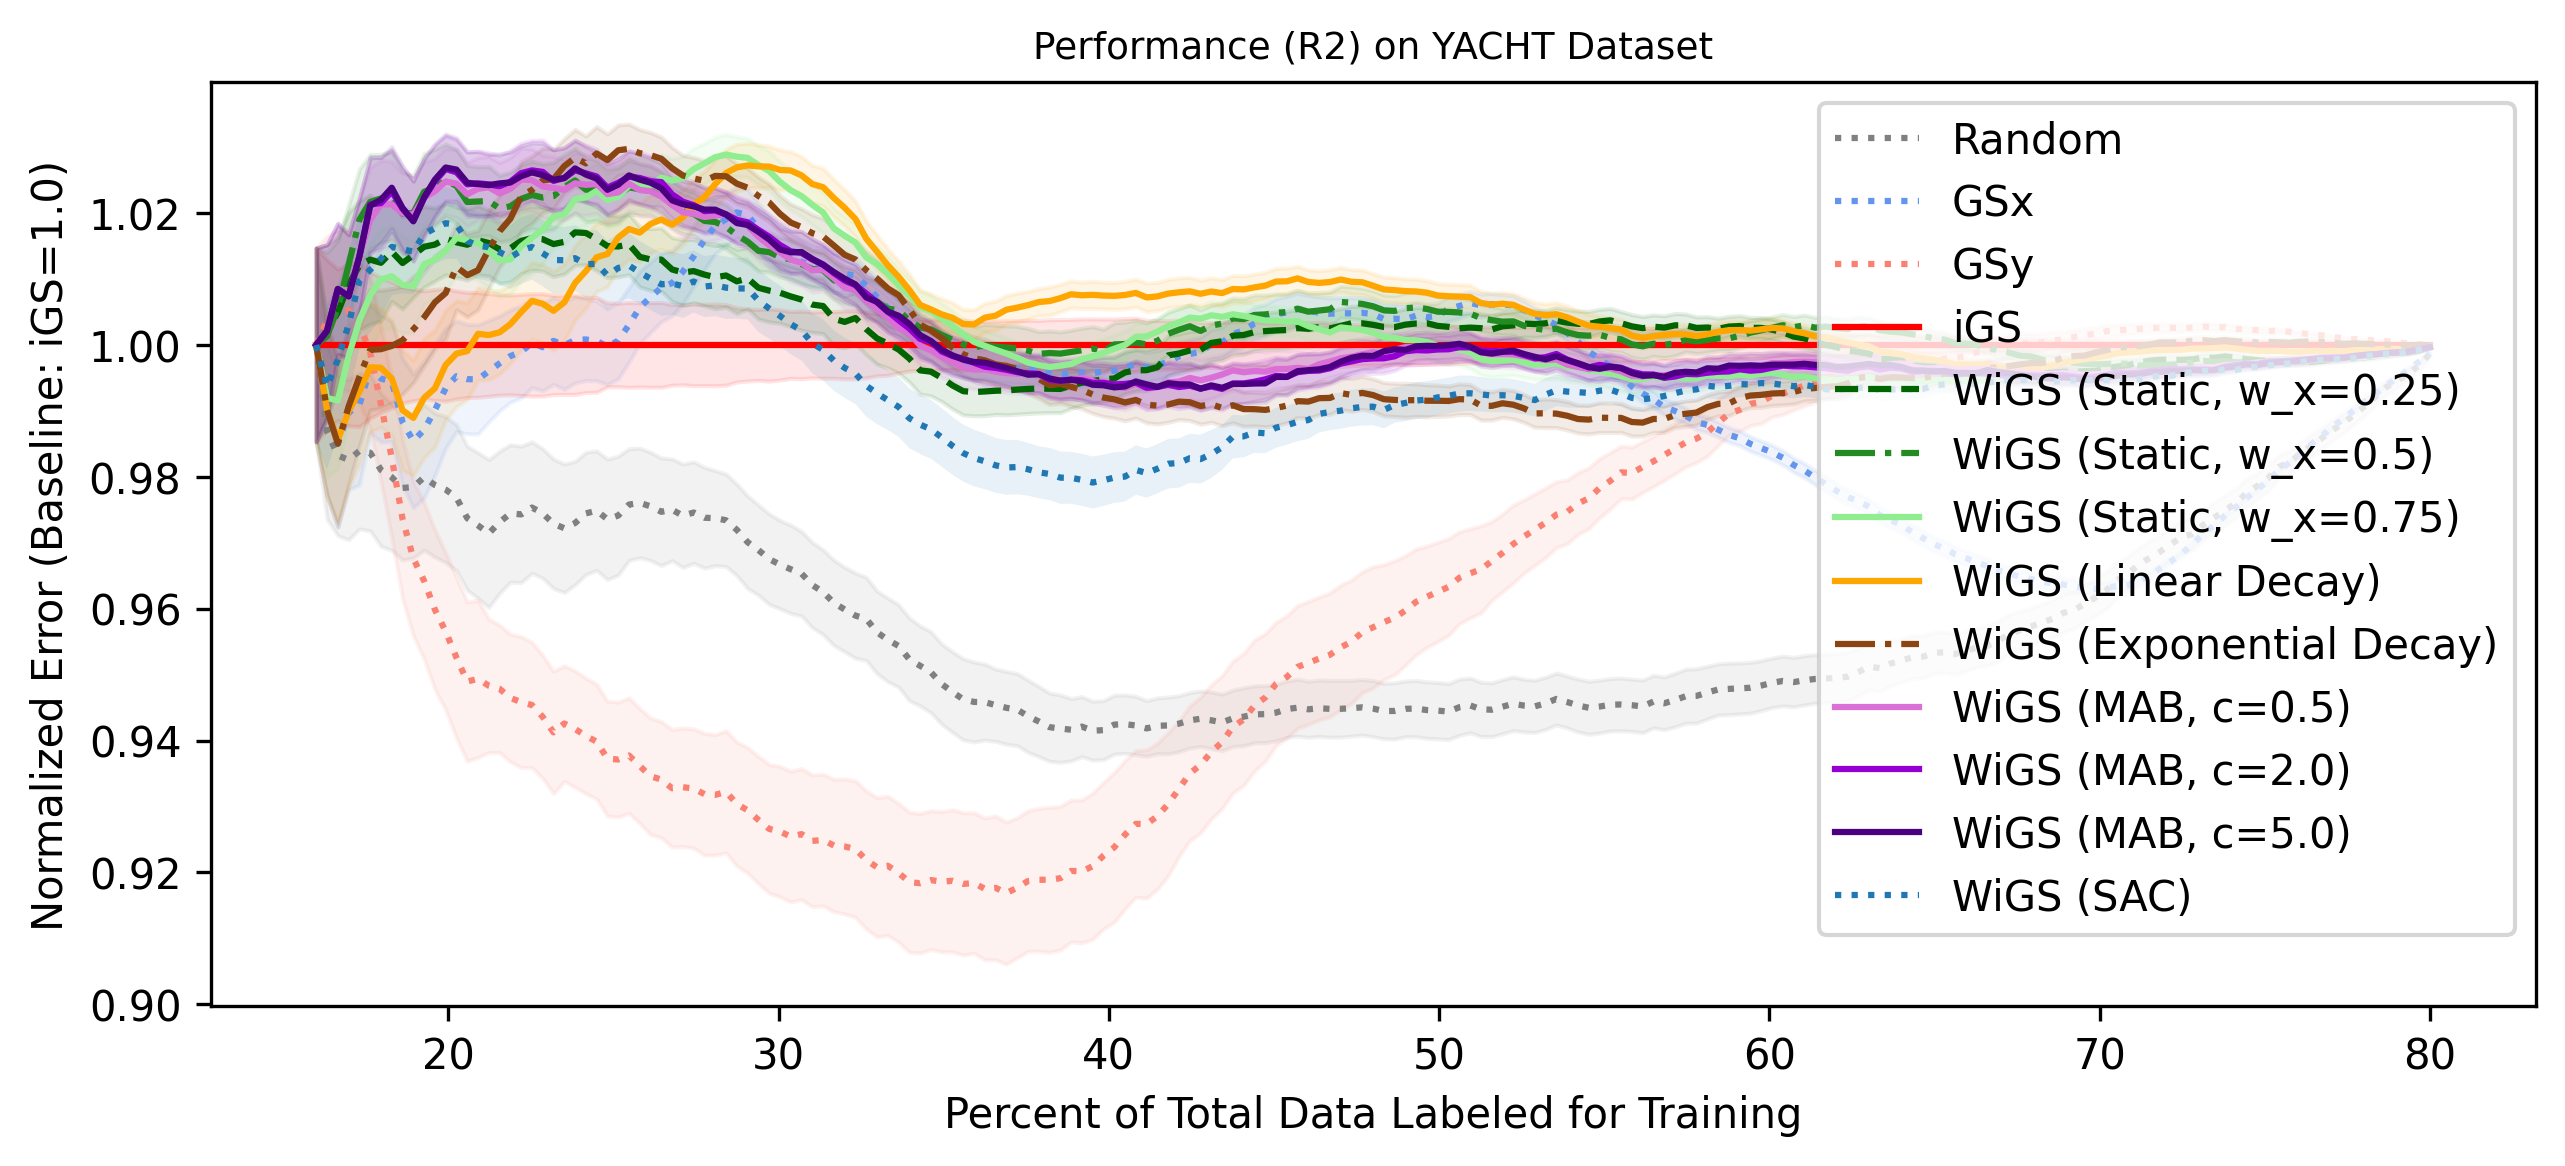 Performance (R2) on YACHT Dataset
Normalized Error (Baseline: iGS=1.0)
1.02
1.00
0.98
0.96
0.94
0.92
0.90
20
30
40
50
60
70
80
Percent of Total Data Labeled for Training
Random
GSx
GSy
iGS
WiGS (Static, w_x=0.25)
WiGS (Static, w_x=0.5)
WiGS (Static, w_x=0.75)
WiGS (Linear Decay)
WiGS (Exponential Decay)
WiGS (MAB, c=0.5)
WiGS (MAB, c=2.0)
WiGS (MAB, c=5.0)
WiGS (SAC)